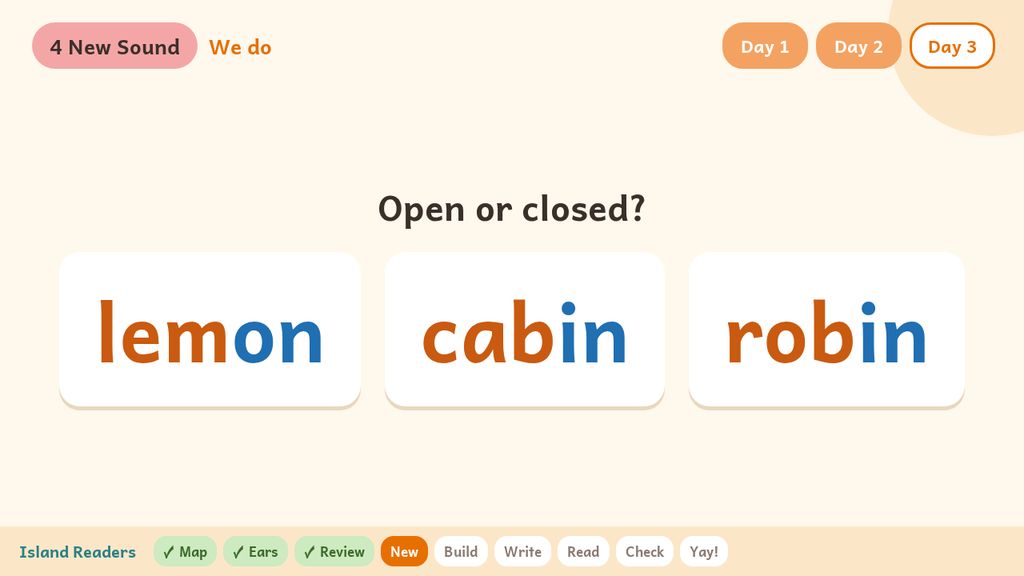 4 New Sound We do Day 1 Day 2 Day 3
Open or closed?
lemon cabin robin
Island Readers ✓ Map ✓ Ears ✓ Review New Build Write Read Check Yay!